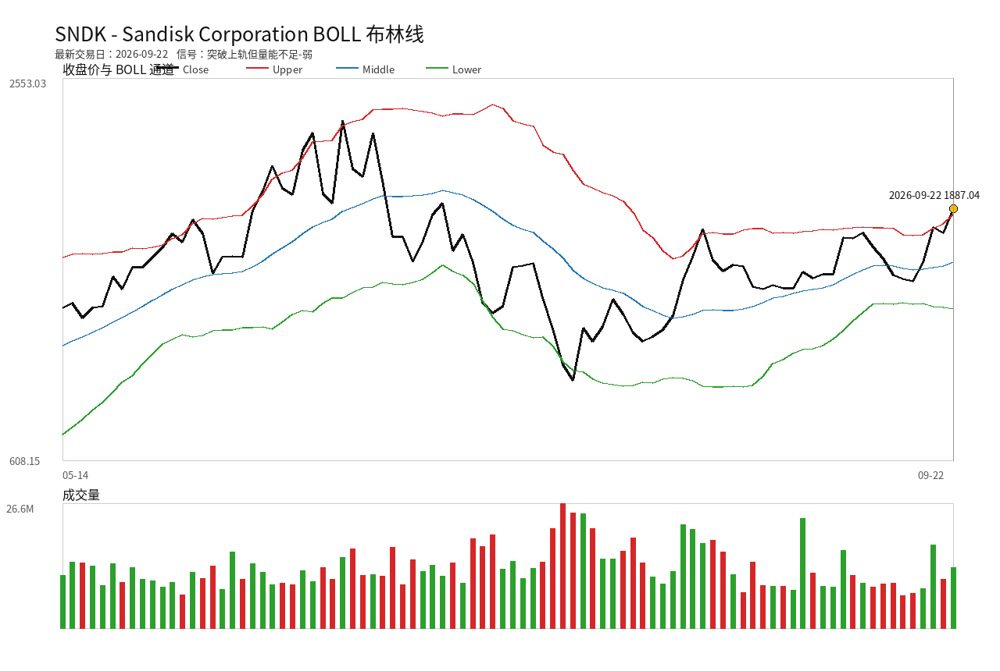 SNDK - Sandisk Corporation BOLL 布林线
最新交易日：2026-09-22 信号：突破上轨但量能不足-弱
收盘价与 BOLL 通道 Close Upper Middle Lower
2553.03
2026-09-22 1887.04
608.15
05-14 09-22
成交量
26.6M